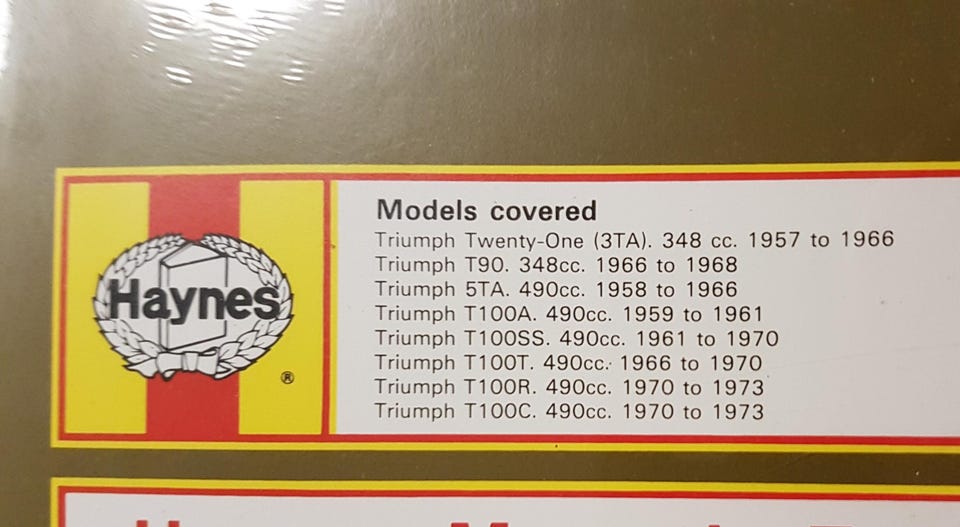 Haynes
®
Models covered
Triumph Twenty-One (3TA). 348 cc. 1957 to 1966
Triumph T90. 348cc. 1966 to 1968
Triumph 5TA. 490cc. 1958 to 1966
Triumph T100A. 490cc. 1959 to 1961
Triumph T100SS. 490cc. 1961 to 1970
Triumph T100T. 490cc. 1966 to 1970
Triumph T100R. 490cc. 1970 to 1973
Triumph T100C. 490cc. 1970 to 1973